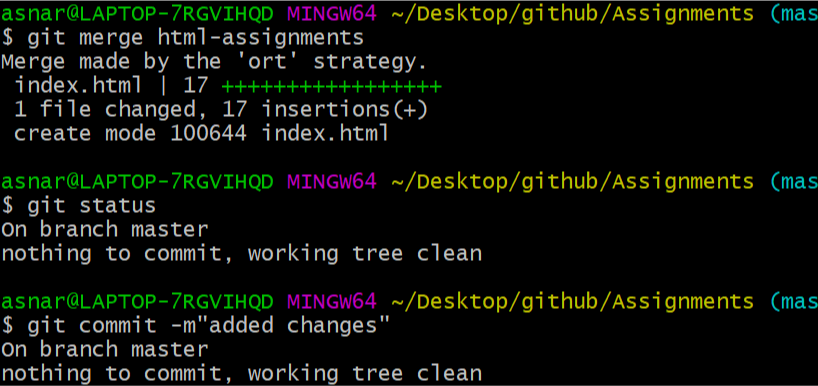 asnar@LAPTOP-7RGVIHQD MINGW64 ~/Desktop/github/Assignments (mas
$ git merge html-assignments
Merge made by the 'ort' strategy.
 index.html | 17 +++++++++++++++++
 1 file changed, 17 insertions(+)
 create mode 100644 index.html
asnar@LAPTOP-7RGVIHQD MINGW64 ~/Desktop/github/Assignments (mas
$ git status
On branch master
nothing to commit, working tree clean
asnar@LAPTOP-7RGVIHQD MINGW64 ~/Desktop/github/Assignments (mas
$ git commit -m"added changes"
On branch master
nothing to commit, working tree clean